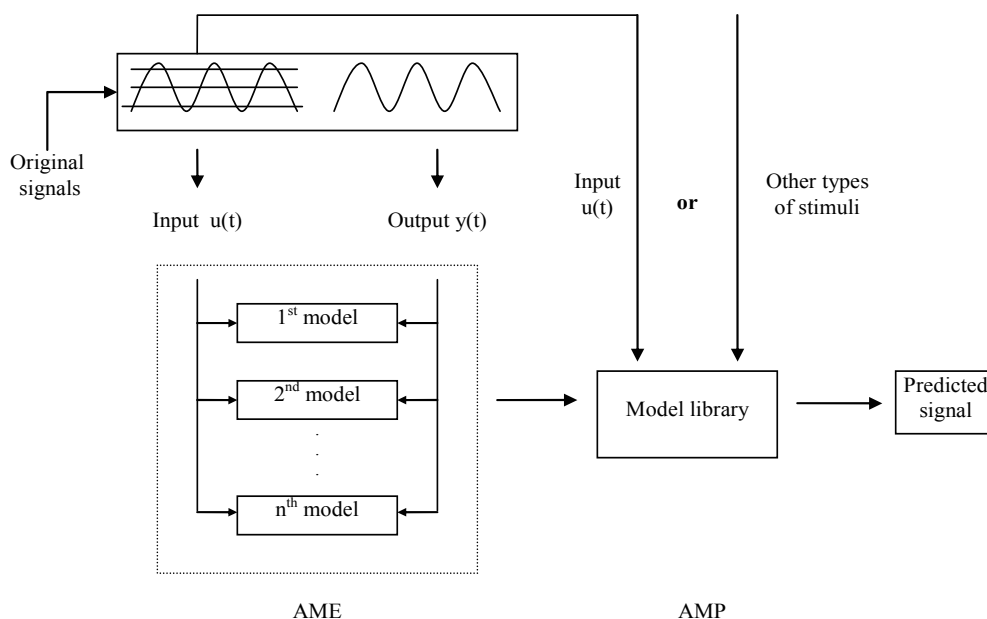 Original
signals
Input u(t)
Output y(t)
Input
u(t)
or
Other types
of stimuli
1st model
2nd model
.
.
.
nth model
Model library
Predicted
signal
AME
AMP